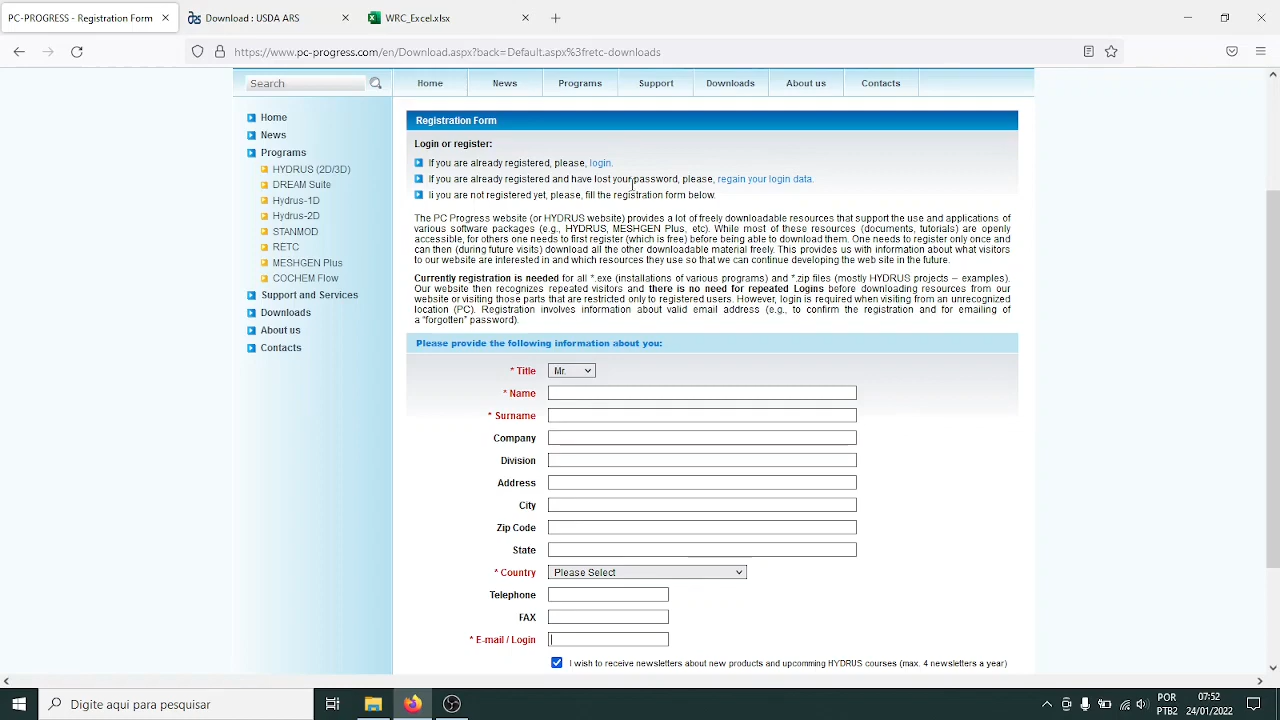 PC-PROGRESS - Registration Form
Download : USDA ARS
WRC_Excel.xlsx
https://www.pc-progress.com/en/Download.aspx?back=Default.aspx%3fretc-downloads
Search
Home
News
Programs
Support
Downloads
About us
Contacts
Home
News
Programs
HYDRUS (2D/3D)
DREAM Suite
Hydrus-1D
Hydrus-2D
STANMOD
RETC
MESHGEN Plus
COCHEM Flow
Support and Services
Downloads
About us
Contacts
Registration Form
Login or register:
If you are already registered, please, login.
If you are already registered and have lost your password, please, regain your login data.
Ii you are not registered yet, please, fill the registration form below.
The PC Progress website (or HYDRUS website) provides a lot of freely downloadable resources that support the use and applications of
various software packages (e.g., HYDRUS, MESHGEN Plus, etc). While most of these resources (documents, tutorials) are openly
accessible, for others one needs to first register (which is free) before being able to download them. One needs to register only once and
can then (during future visits) download all the other downloadable material freely. This provides us with information about what visitors
to our website are interested in and which resources they use so that we can continue developing the web site in the future.
Currently registration is needed for all *.exe (installations of various programs) and *.zip files (mostly HYDRUS projects – examples).
Our website then recognizes repeated visitors and there is no need for repeated Logins before downloading resources from our
website or visiting those parts that are restricted only to registered users. However, login is required when visiting from an unrecognized
location (PC). Registration involves information about valid email address (e.g., to confirm the registration and for emailing of
a “forgotten” password).
Please provide the following information about you:
* Title
Mr.
* Name
* Surname
Company
Division
Address
City
Zip Code
State
* Country
Please Select
Telephone
FAX
* E-mail / Login
I wish to receive newsletters about new products and upcomming HYDRUS courses (max. 4 newsletters a year)
Digite aqui para pesquisar
POR
PTB2
07:52
24/01/2022